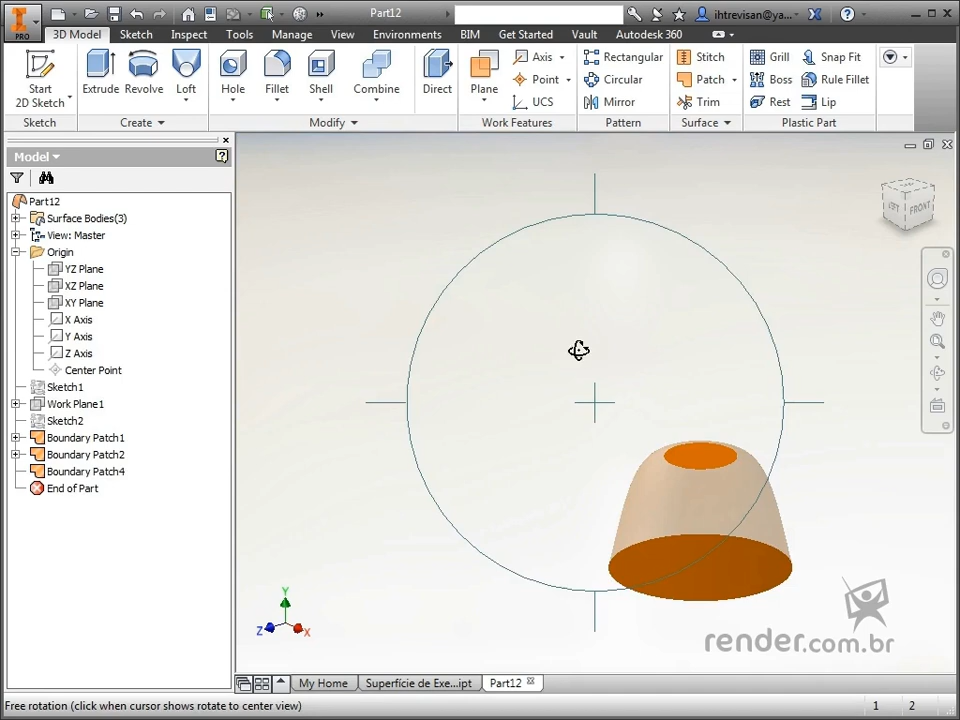 Part12 ihtrevisan@ya...
PRO 3D Model Sketch Inspect Tools Manage View Environments BIM Get Started Vault Autodesk 360
Start 2D Sketch Extrude Revolve Loft Hole Fillet Shell Combine Direct Plane Axis Point UCS Rectangular Circular Mirror Stitch Patch Trim Grill Boss Rest Snap Fit Rule Fillet Lip
Sketch Create Modify Work Features Pattern Surface Plastic Part
Model
Part12
Surface Bodies(3)
View: Master
Origin
YZ Plane
XZ Plane
XY Plane
X Axis
Y Axis
Z Axis
Center Point
Sketch1
Work Plane1
Sketch2
Boundary Patch1
Boundary Patch2
Boundary Patch4
End of Part
FRONT
Y
Z X
render.com.br
My Home Superfície de Exe...ipt Part12
Free rotation (click when cursor shows rotate to center view) 1 2